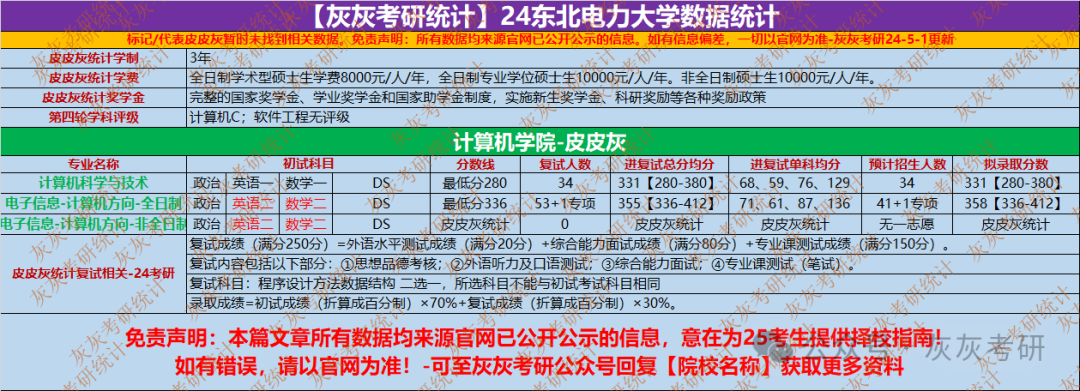 【灰灰考研统计】24东北电力大学数据统计
标记/代表皮皮灰暂时未找到相关数据。免责声明：所有数据均来源官网已公开公示的信息。如有信息偏差，一切以官网为准-灰灰考研24-5-1更新
皮皮灰统计学制 3年
皮皮灰统计学费 全日制学术型硕士生学费8000元/人/年，全日制专业学位硕士生10000元/人/年。非全日制硕士生10000元/人/年。
皮皮灰统计奖学金 完整的国家奖学金、学业奖学金和国家助学金制度，实施新生奖学金、科研奖励等各种奖励政策
第四轮学科评级 计算机C；软件工程无评级
计算机学院-皮皮灰
专业名称 初试科目 分数线 复试人数 进复试总分均分 进复试单科均分 预计招生人数 拟录取分数
计算机科学与技术 政治 英语一 数学一 DS 最低分280 34 331【280-380】 68、59、76、129 34 331【280-380】
电子信息-计算机方向-全日制 政治 英语二 数学二 DS 最低分336 53+1专项 355【336-412】 71、61、87、136 41+1专项 358【336-412】
电子信息-计算机方向-非全日制 政治 英语二 数学二 DS 皮皮灰统计 0 皮皮灰统计 皮皮灰统计 无一志愿 皮皮灰统计
皮皮灰统计复试相关-24考研
复试成绩（满分250分）=外语水平测试成绩（满分20分）+综合能力面试成绩（满分80分）+专业课测试成绩（满分150分）。
复试内容包括以下部分：①思想品德考核；②外语听力及口语测试；③综合能力面试；④专业课测试（笔试）。
复试科目：程序设计方法数据结构 二选一，所选科目不能与初试考试科目相同
录取成绩=初试成绩（折算成百分制）×70%+复试成绩（折算成百分制）×30%。
免责声明：本篇文章所有数据均来源官网已公开公示的信息，意在为25考生提供择校指南！
如有错误，请以官网为准！-可至灰灰考研公众号回复【院校名称】获取更多资料
公众号 灰灰考研
灰灰考研统计